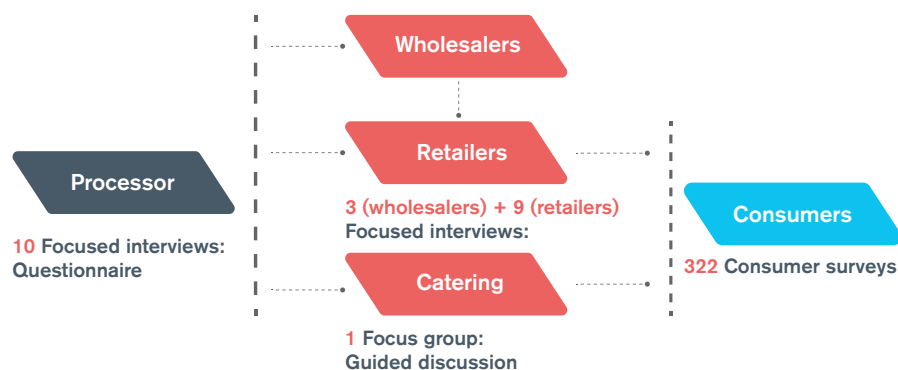 Wholesalers
Processor
10 Focused interviews:
Questionnaire
Retailers
3 (wholesalers) + 9 (retailers)
Focused interviews:
Catering
1 Focus group:
Guided discussion
Consumers
322 Consumer surveys